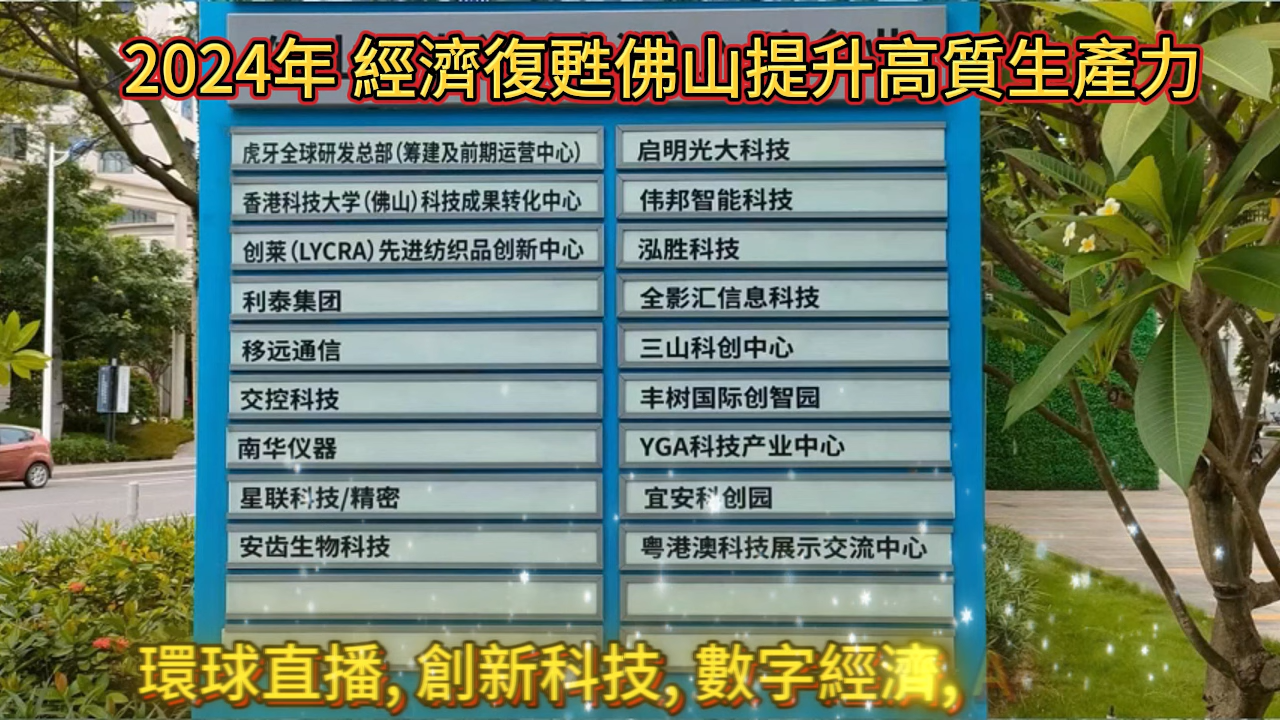 2024年 經濟復甦佛山提升高質生產力
虎牙全球研发总部(筹建及前期运营中心)
香港科技大学(佛山)科技成果转化中心
创莱(LYCRA)先进纺织品创新中心
利泰集团
移远通信
交控科技
南华仪器
星联科技/精密
安齿生物科技
启明光大科技
伟邦智能科技
泓胜科技
全影汇信息科技
三山科创中心
丰树国际创智园
YGA科技产业中心
宜安科创园
粤港澳科技展示交流中心
環球直播, 創新科技, 數字經濟, A